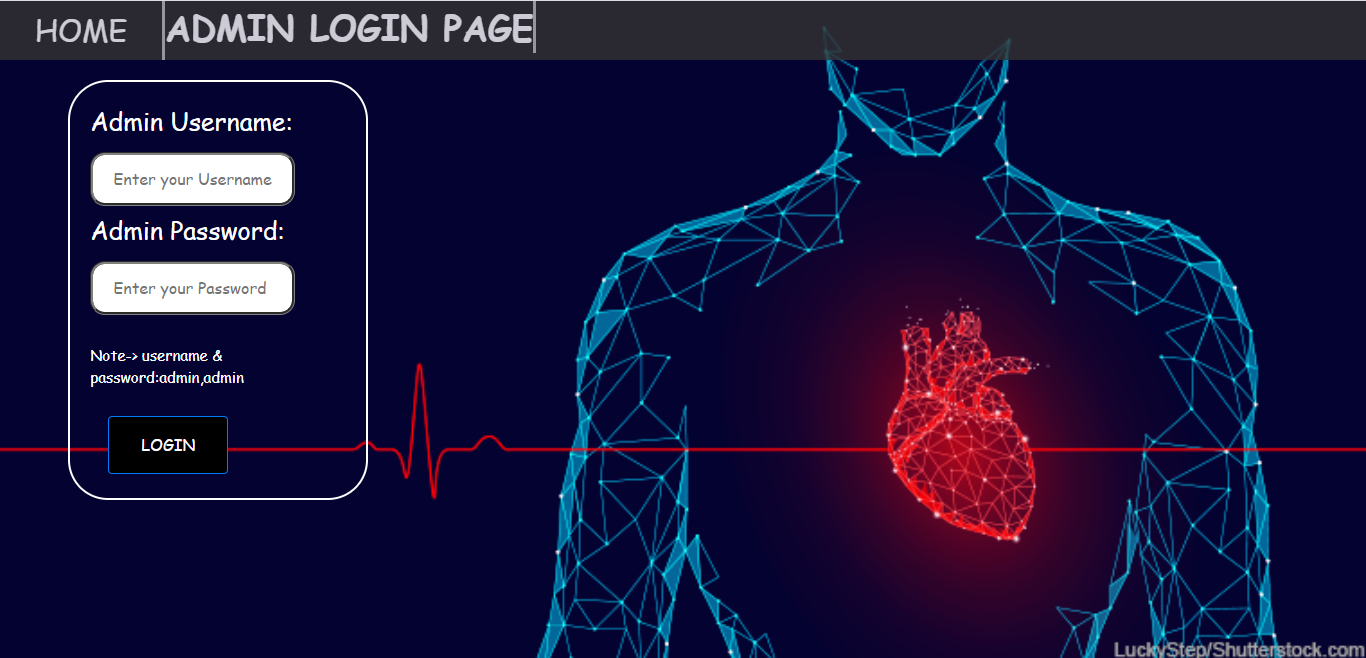 HOME
ADMIN LOGIN PAGE
Admin Username:
Enter your Username
Admin Password:
Enter your Password
Note-> username &
password:admin,admin
LOGIN
LuckyStep/Shutterstock.com